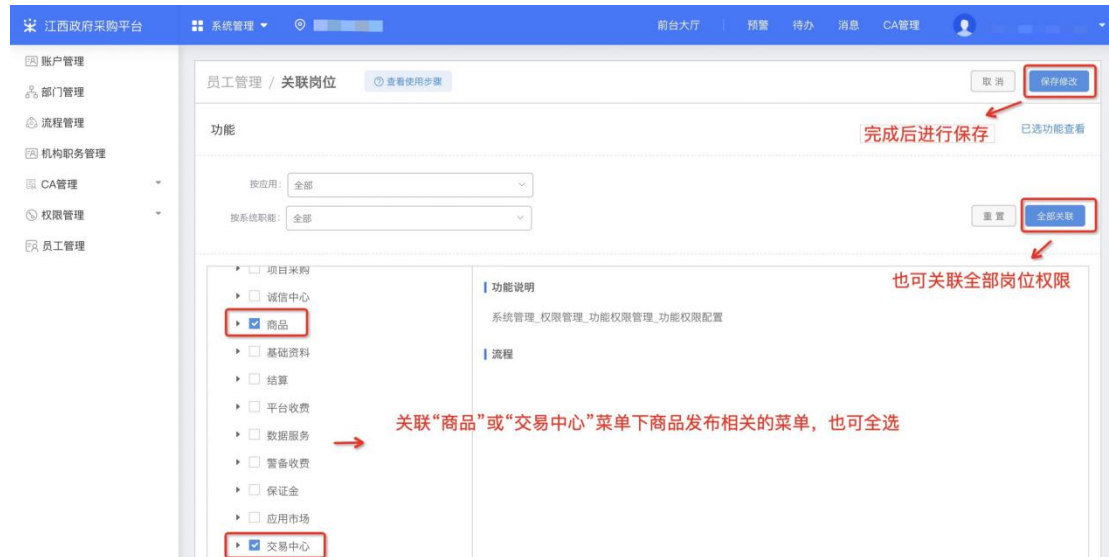 江西政府采购平台
系统管理
前台大厅 预警 待办 消息 CA管理
账户管理
部门管理
流程管理
机构职务管理
CA管理
权限管理
员工管理
员工管理 / 关联岗位 查看使用步骤 取消 保存修改
功能 完成后进行保存 已选功能查看
按应用: 全部
按系统职能: 全部 重置 全部关联
也可关联全部岗位权限
项目采购
诚信中心
商品
基础资料
结算
平台收费
数据服务
警备收费
保证金
应用市场
交易中心
功能说明
系统管理_权限管理_功能权限管理_功能权限配置
流程
关联“商品”或“交易中心”菜单下商品发布相关的菜单，也可全选